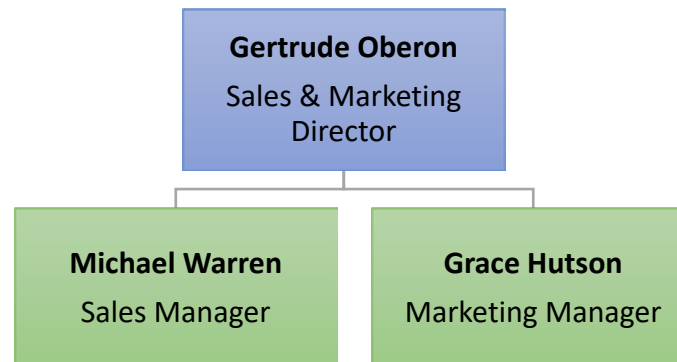 Gertrude Oberon
Sales & Marketing
Director
Michael Warren
Sales Manager
Grace Hutson
Marketing Manager